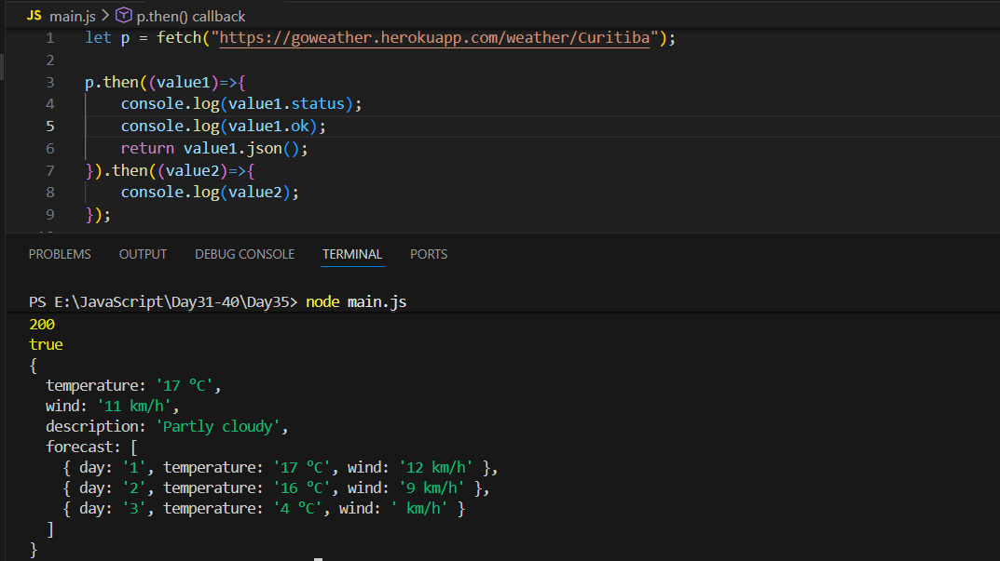 JS main.js > p.then() callback
1 let p = fetch("https://goweather.herokuapp.com/weather/Curitiba");
2
3 p.then((value1)=>{
4     console.log(value1.status);
5     console.log(value1.ok);
6     return value1.json();
7 }).then((value2)=>{
8     console.log(value2);
9 });
PROBLEMS OUTPUT DEBUG CONSOLE TERMINAL PORTS
PS E:\JavaScript\Day31-40\Day35> node main.js
200
true
{
  temperature: '17 °C',
  wind: '11 km/h',
  description: 'Partly cloudy',
  forecast: [
    { day: '1', temperature: '17 °C', wind: '12 km/h' },
    { day: '2', temperature: '16 °C', wind: '9 km/h' },
    { day: '3', temperature: '4 °C', wind: ' km/h' }
  ]
}